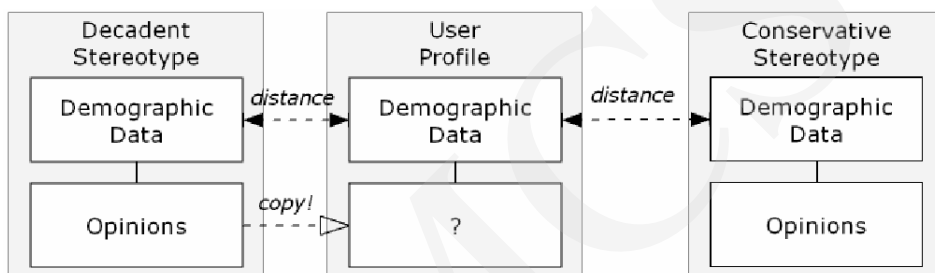 Decadent
Stereotype
Demographic
Data
Opinions
distance
copy!
User
Profile
Demographic
Data
?
distance
Conservative
Stereotype
Demographic
Data
Opinions